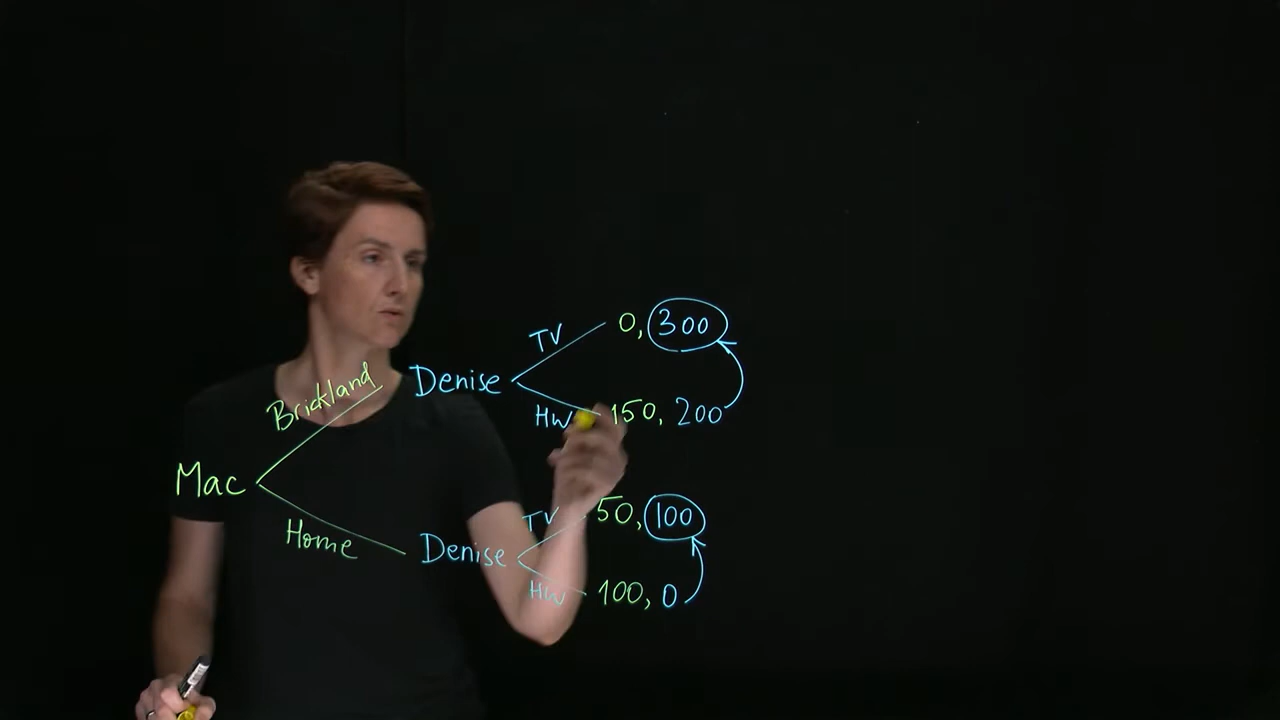 TV 0, 300
Brickland Denise
HW 150, 200
Mac
TV 50, 100
Home Denise
HW 100, 0